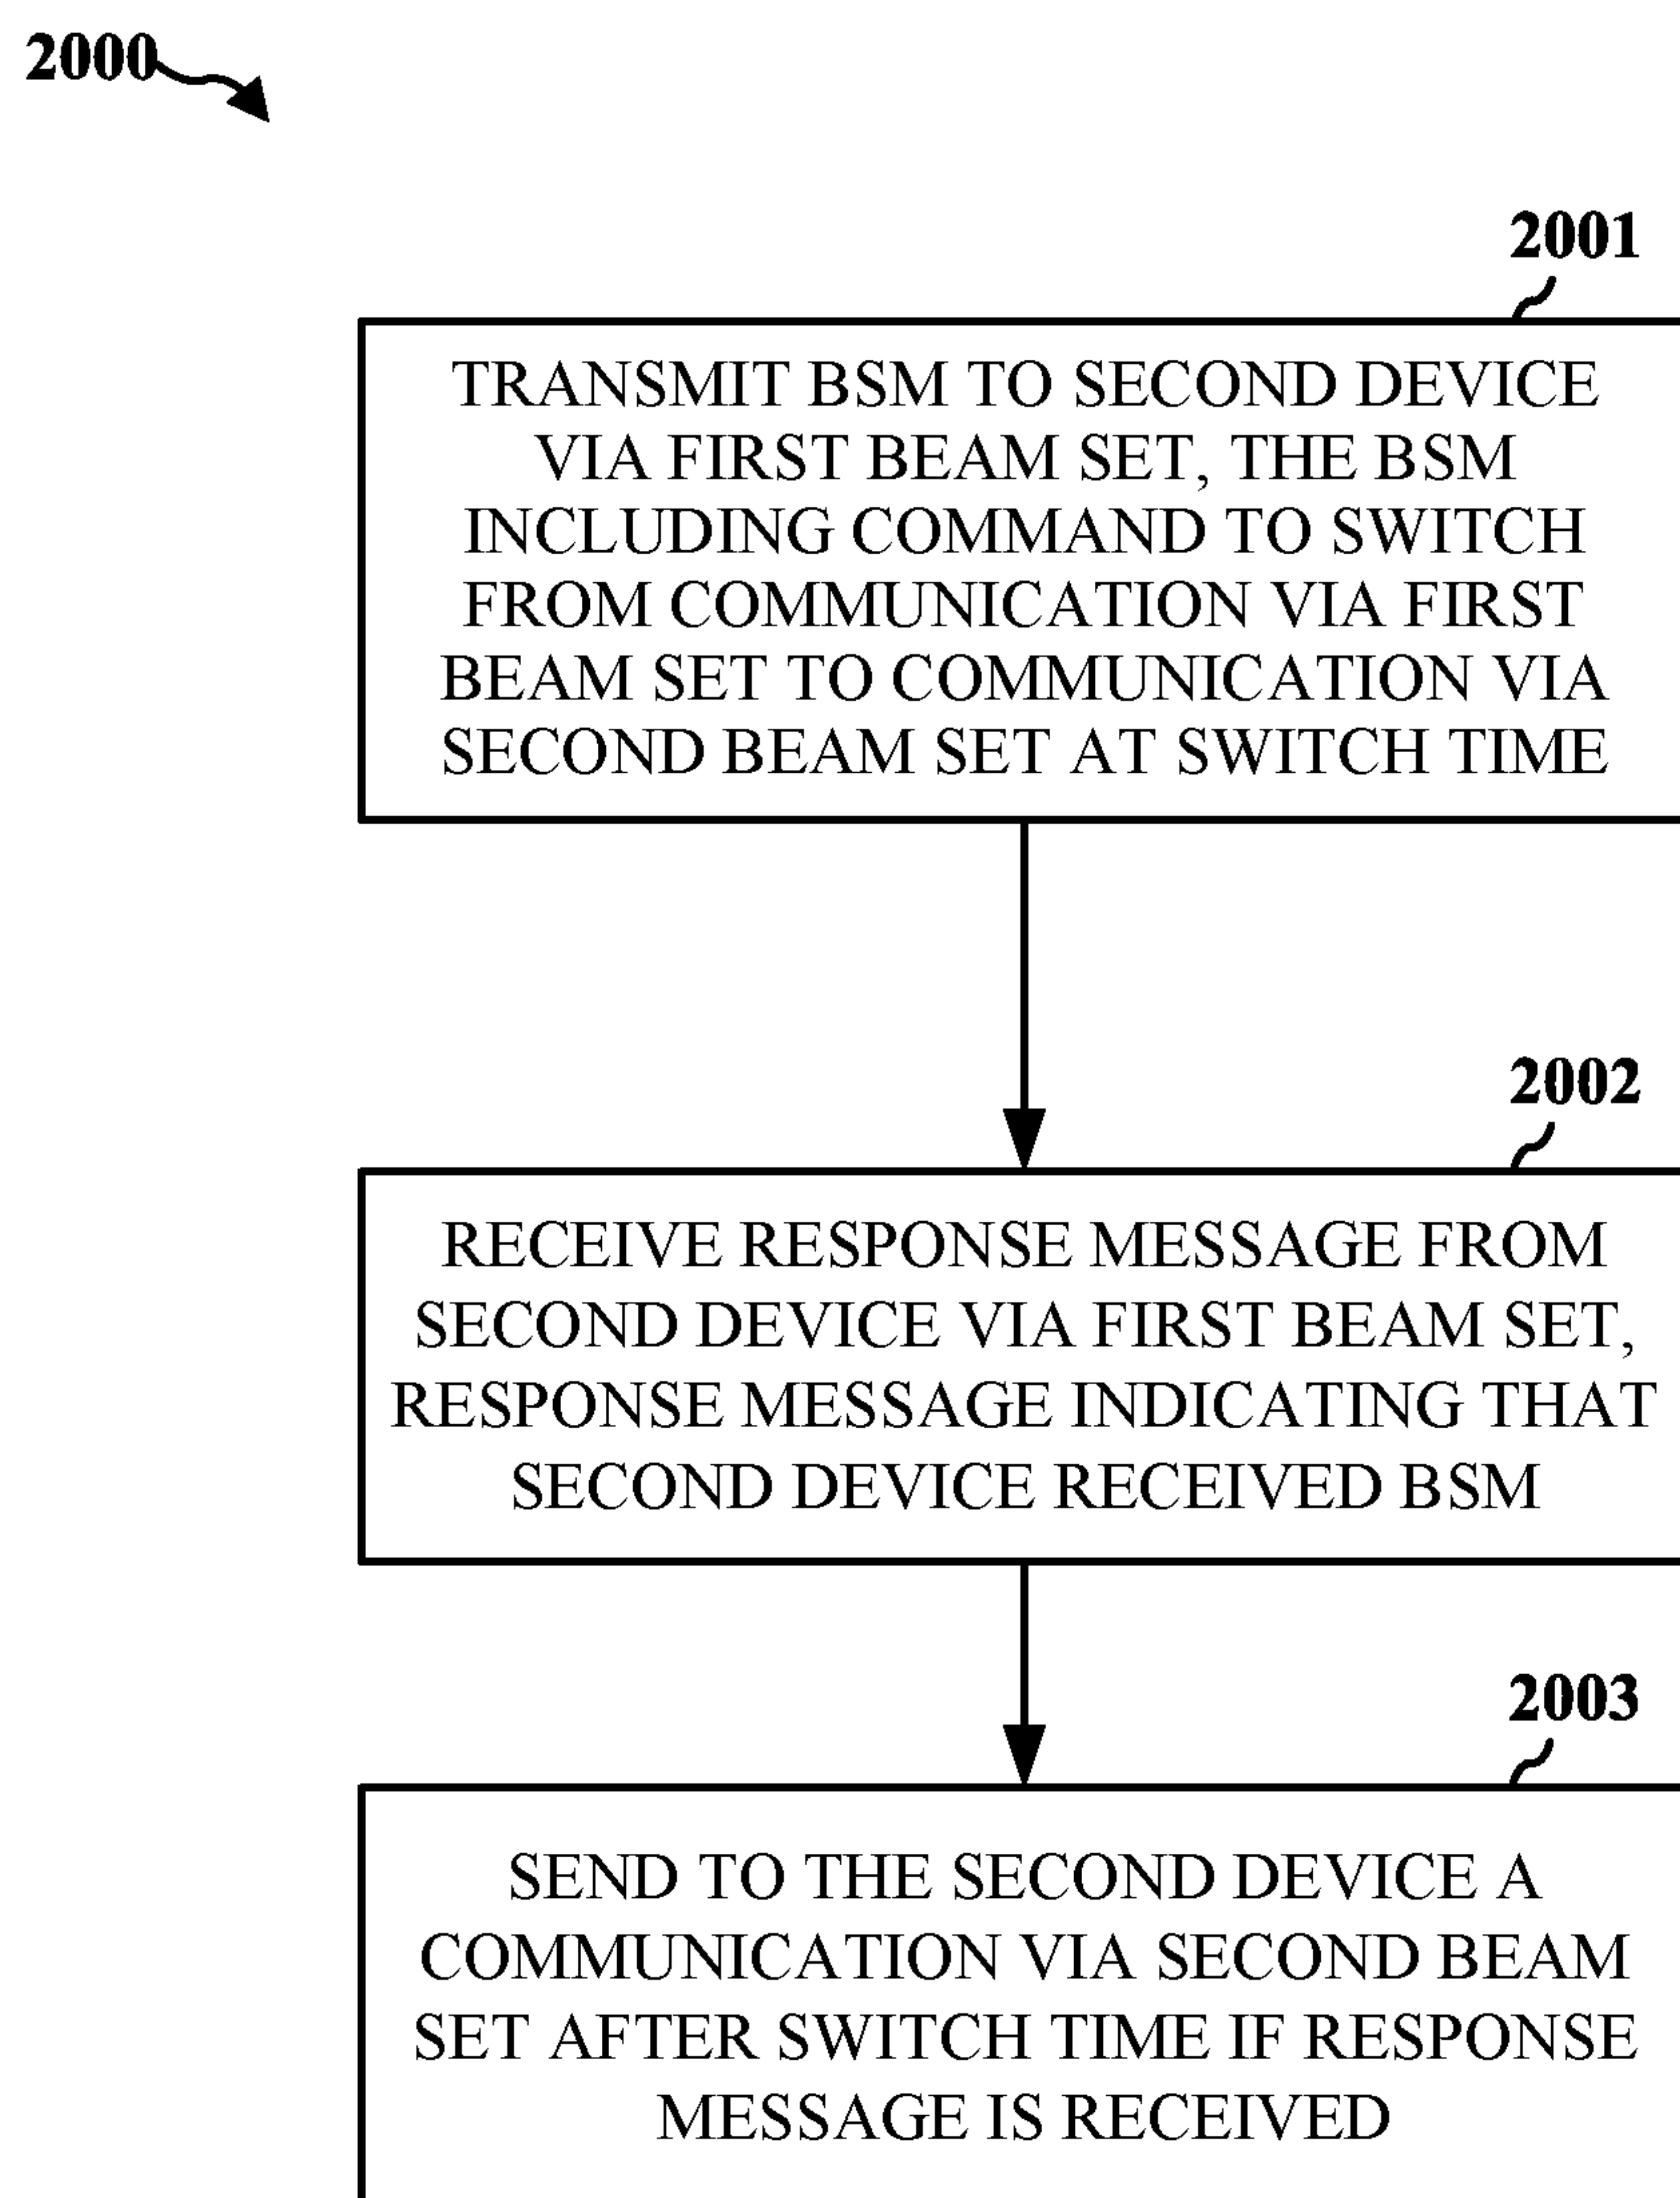 2000
2001
TRANSMIT BSM TO SECOND DEVICE
VIA FIRST BEAM SET, THE BSM
INCLUDING COMMAND TO SWITCH
FROM COMMUNICATION VIA FIRST
BEAM SET TO COMMUNICATION VIA
SECOND BEAM SET AT SWITCH TIME
2002
RECEIVE RESPONSE MESSAGE FROM
SECOND DEVICE VIA FIRST BEAM SET,
RESPONSE MESSAGE INDICATING THAT
SECOND DEVICE RECEIVED BSM
2003
SEND TO THE SECOND DEVICE A
COMMUNICATION VIA SECOND BEAM
SET AFTER SWITCH TIME IF RESPONSE
MESSAGE IS RECEIVED